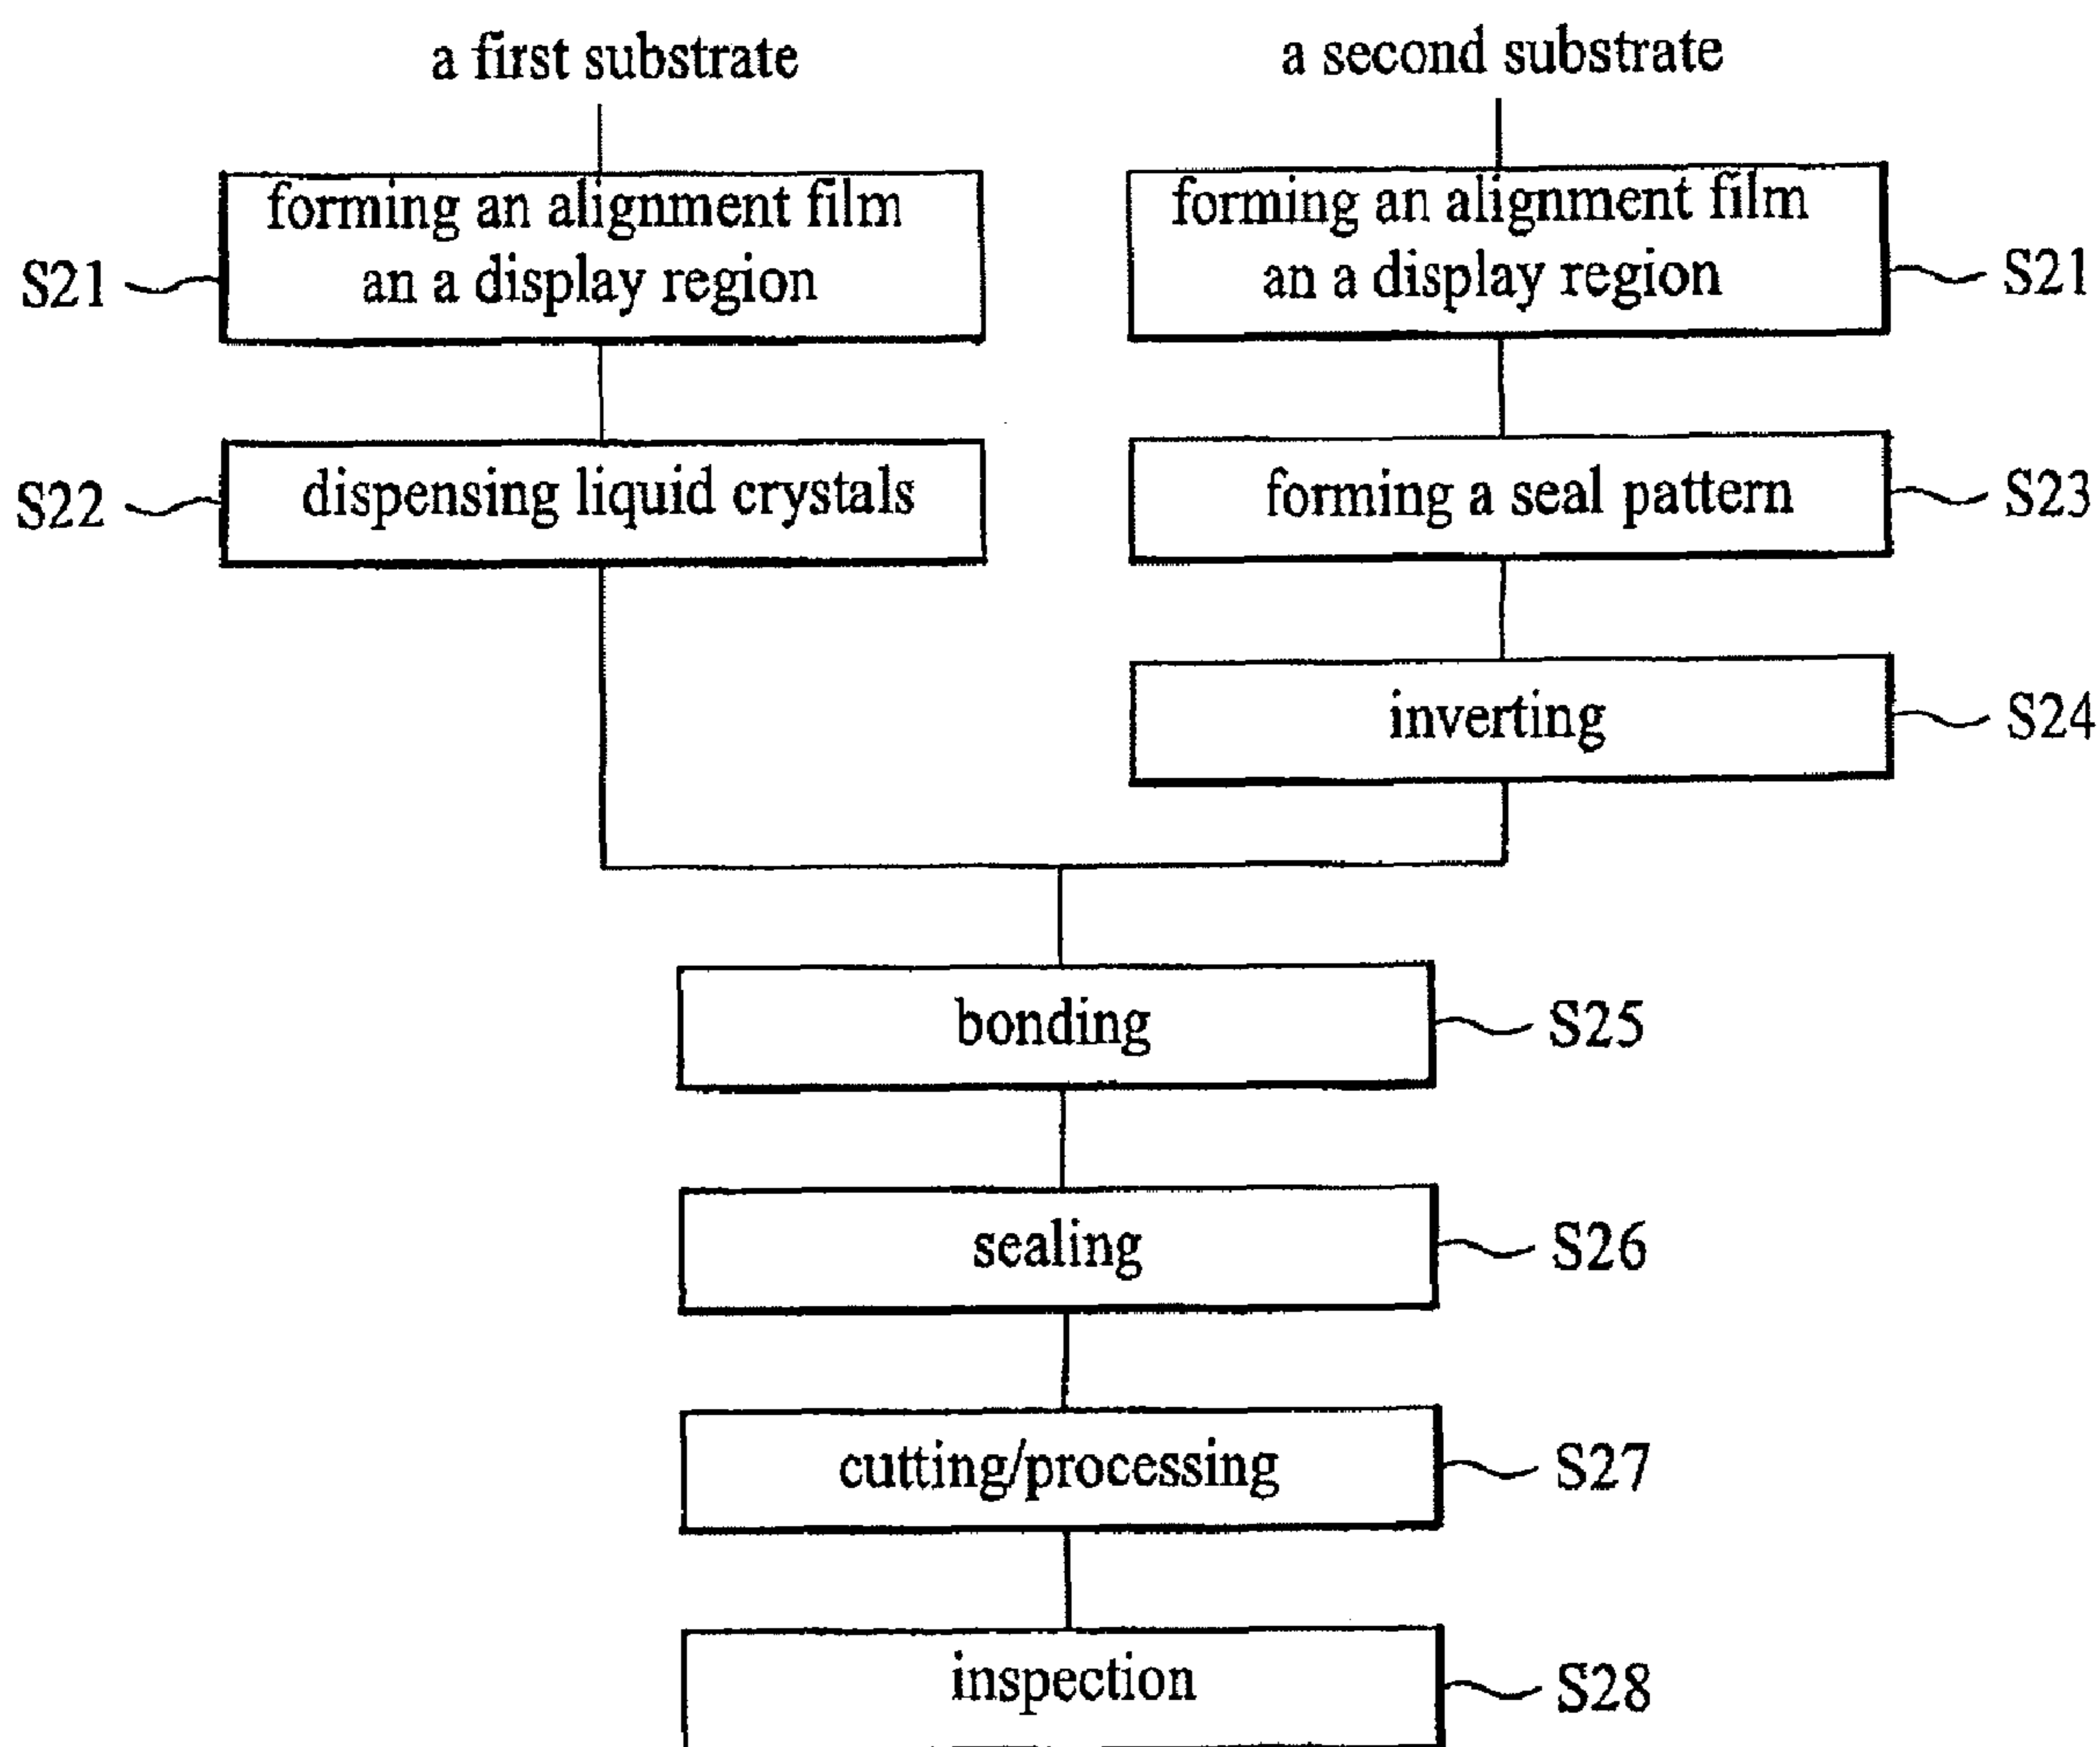 a first substrate
a second substrate
forming an alignment film
an a display region
S21
forming an alignment film
an a display region
S21
S22
dispensing liquid crystals
forming a seal pattern
S23
inverting
S24
bonding
S25
sealing
S26
cutting/processing
S27
inspection
S28